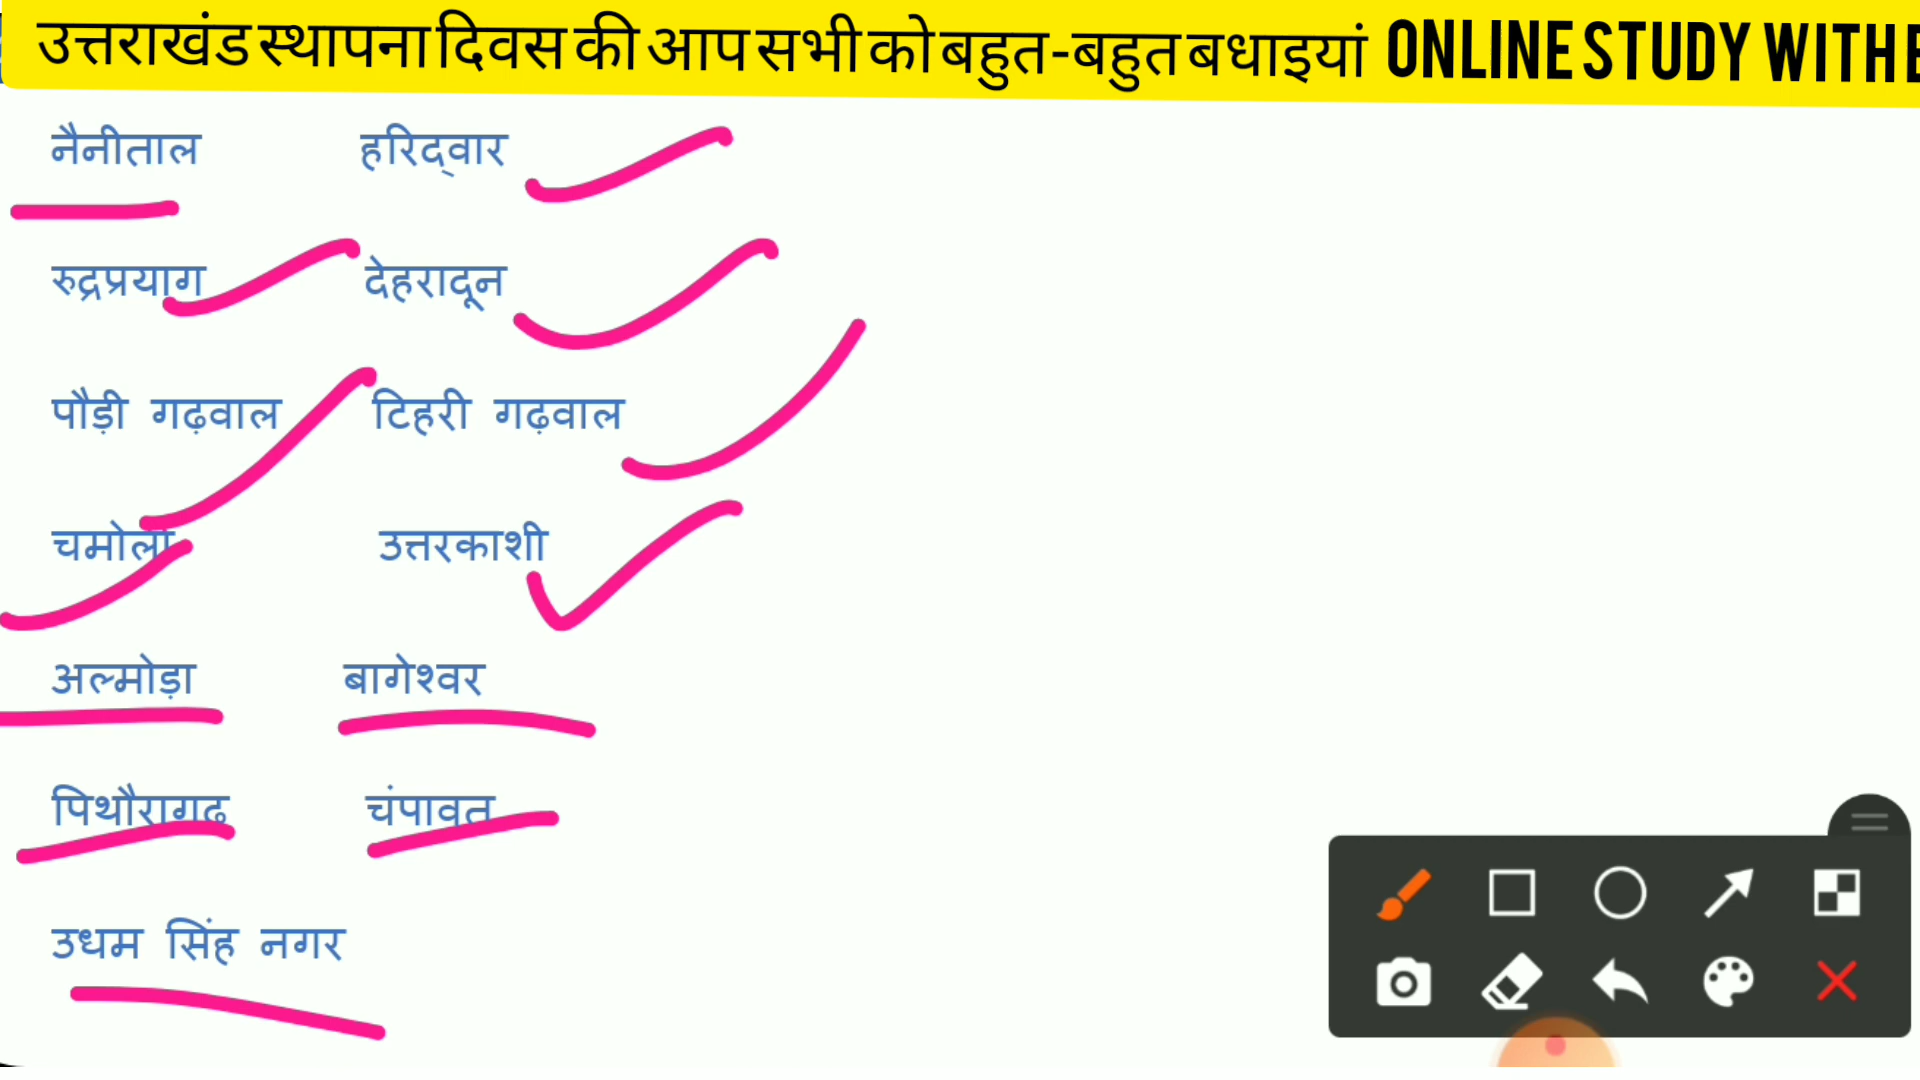 उत्तराखंड स्थापना दिवस की आप सभी को बहुत-बहुत बधाइयां ONLINE STUDY WITH
नैनीताल हरिद्वार
रुद्रप्रयाग देहरादून
पौड़ी गढ़वाल टिहरी गढ़वाल
चमोली उत्तरकाशी
अल्मोड़ा बागेश्वर
पिथौरागढ़ चंपावत
उधम सिंह नगर